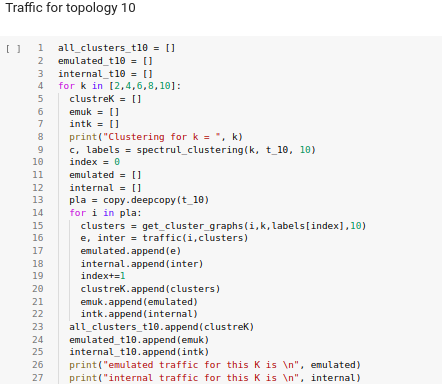 Traffic for topology 10
[ ] 1 all_clusters_t10 = []
2 emulated_t10 = []
3 internal_t10 = []
4 for k in [2,4,6,8,10]:
5   clustreK = []
6   emuk = []
7   intk = []
8   print("Clustering for k = ", k)
9   c, labels = spectrul_clustering(k, t_10, 10)
10   index = 0
11   emulated = []
12   internal = []
13   pla = copy.deepcopy(t_10)
14   for i in pla:
15     clusters = get_cluster_graphs(i,k,labels[index],10)
16     e, inter = traffic(i,clusters)
17     emulated.append(e)
18     internal.append(inter)
19     index+=1
20     clustreK.append(clusters)
21     emuk.append(emulated)
22     intk.append(internal)
23   all_clusters_t10.append(clustreK)
24   emulated_t10.append(emuk)
25   internal_t10.append(intk)
26   print("emulated traffic for this K is \n", emulated)
27   print("internal traffic for this K is \n", internal)